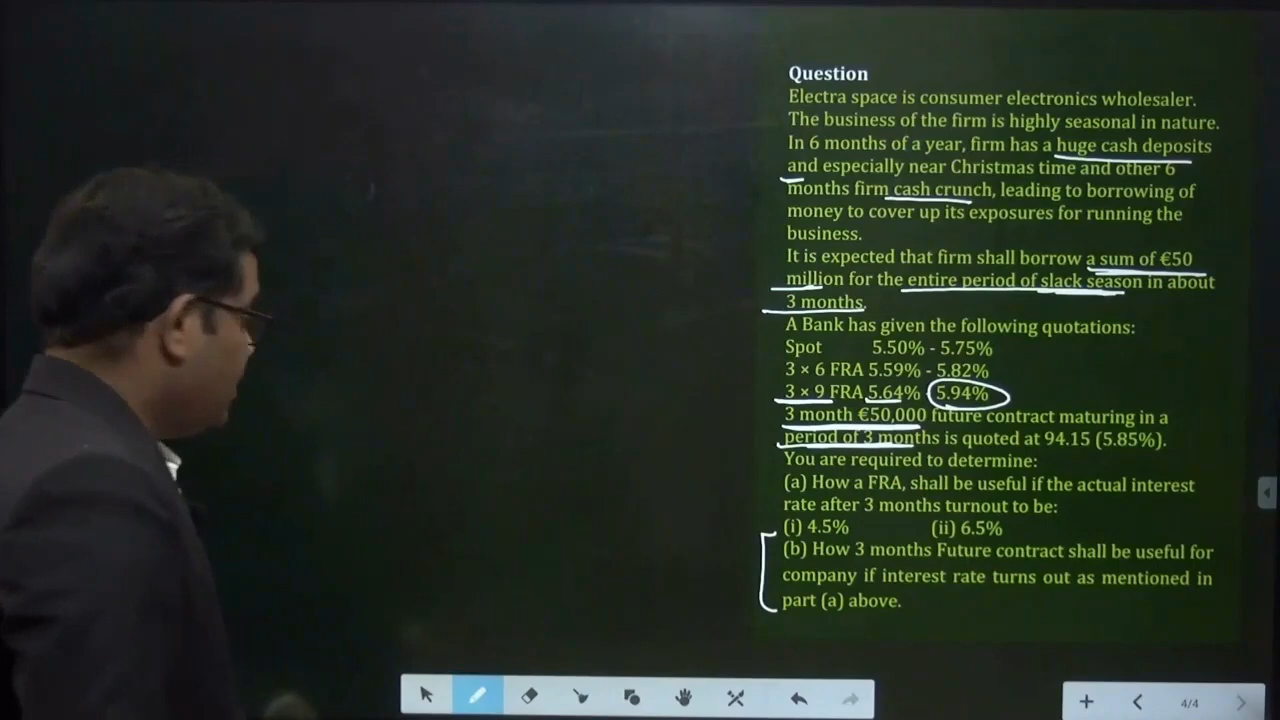 Question
Electra space is consumer electronics wholesaler.
The business of the firm is highly seasonal in nature.
In 6 months of a year, firm has a huge cash deposits
and especially near Christmas time and other 6
months firm cash crunch, leading to borrowing of
money to cover up its exposures for running the
business.
It is expected that firm shall borrow a sum of €50
million for the entire period of slack season in about
3 months.
A Bank has given the following quotations:
Spot 5.50% - 5.75%
3 × 6 FRA 5.59% - 5.82%
3 × 9 FRA 5.64% - 5.94%
3 month €50,000 future contract maturing in a
period of 3 months is quoted at 94.15 (5.85%).
You are required to determine:
(a) How a FRA, shall be useful if the actual interest
rate after 3 months turnout to be:
(i) 4.5% (ii) 6.5%
(b) How 3 months Future contract shall be useful for
company if interest rate turns out as mentioned in
part (a) above.
4/4